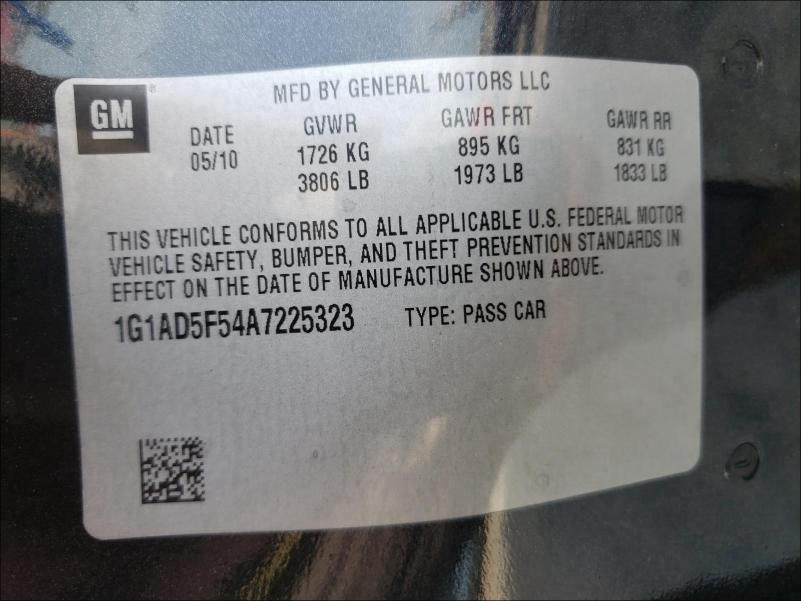 GM
MFD BY GENERAL MOTORS LLC
DATE GVWR GAWR FRT GAWR RR
05/10 1726 KG 895 KG 831 KG
3806 LB 1973 LB 1833 LB
THIS VEHICLE CONFORMS TO ALL APPLICABLE U.S. FEDERAL MOTOR
VEHICLE SAFETY, BUMPER, AND THEFT PREVENTION STANDARDS IN
EFFECT ON THE DATE OF MANUFACTURE SHOWN ABOVE.
1G1AD5F54A7225323 TYPE: PASS CAR